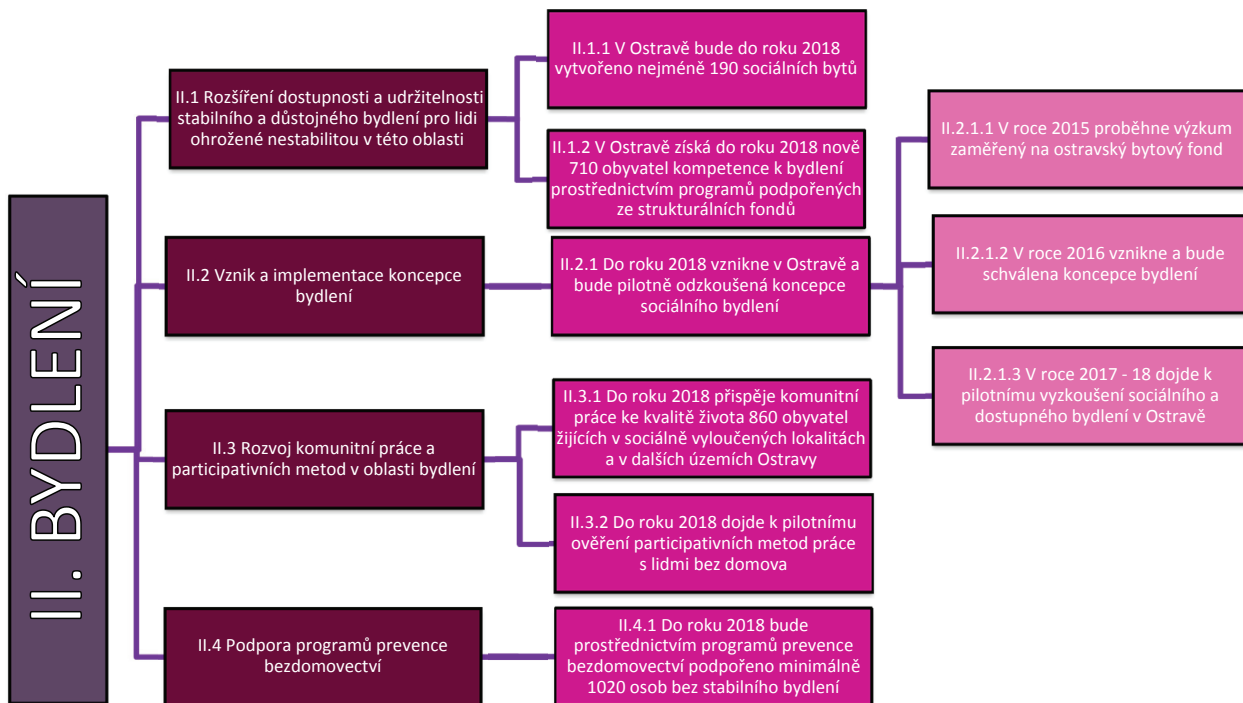 II. BYDLENÍ
II.1 Rozšíření dostupnosti a udržitelnosti
stabilního a důstojného bydlení pro lidi
ohrožené nestabilitou v této oblasti
II.1.1 V Ostravě bude do roku 2018
vytvořeno nejméně 190 sociálních bytů
II.1.2 V Ostravě získá do roku 2018 nově
710 obyvatel kompetence k bydlení
prostřednictvím programů podpořených
ze strukturálních fondů
II.2 Vznik a implementace koncepce
bydlení
II.2.1 Do roku 2018 vznikne v Ostravě a
bude pilotně odzkoušená koncepce
sociálního bydlení
II.2.1.1 V roce 2015 proběhne výzkum
zaměřený na ostravský bytový fond
II.2.1.2 V roce 2016 vznikne a bude
schválena koncepce bydlení
II.2.1.3 V roce 2017 - 18 dojde k
pilotnímu vyzkoušení sociálního a
dostupného bydlení v Ostravě
II.3 Rozvoj komunitní práce a
participativních metod v oblasti bydlení
II.3.1 Do roku 2018 přispěje komunitní
práce ke kvalitě života 860 obyvatel
žijících v sociálně vyloučených lokalitách
a v dalších územích Ostravy
II.3.2 Do roku 2018 dojde k pilotnímu
ověření participativních metod práce
s lidmi bez domova
II.4 Podpora programů prevence
bezdomovectví
II.4.1 Do roku 2018 bude
prostřednictvím programů prevence
bezdomovectví podpořeno minimálně
1020 osob bez stabilního bydlení